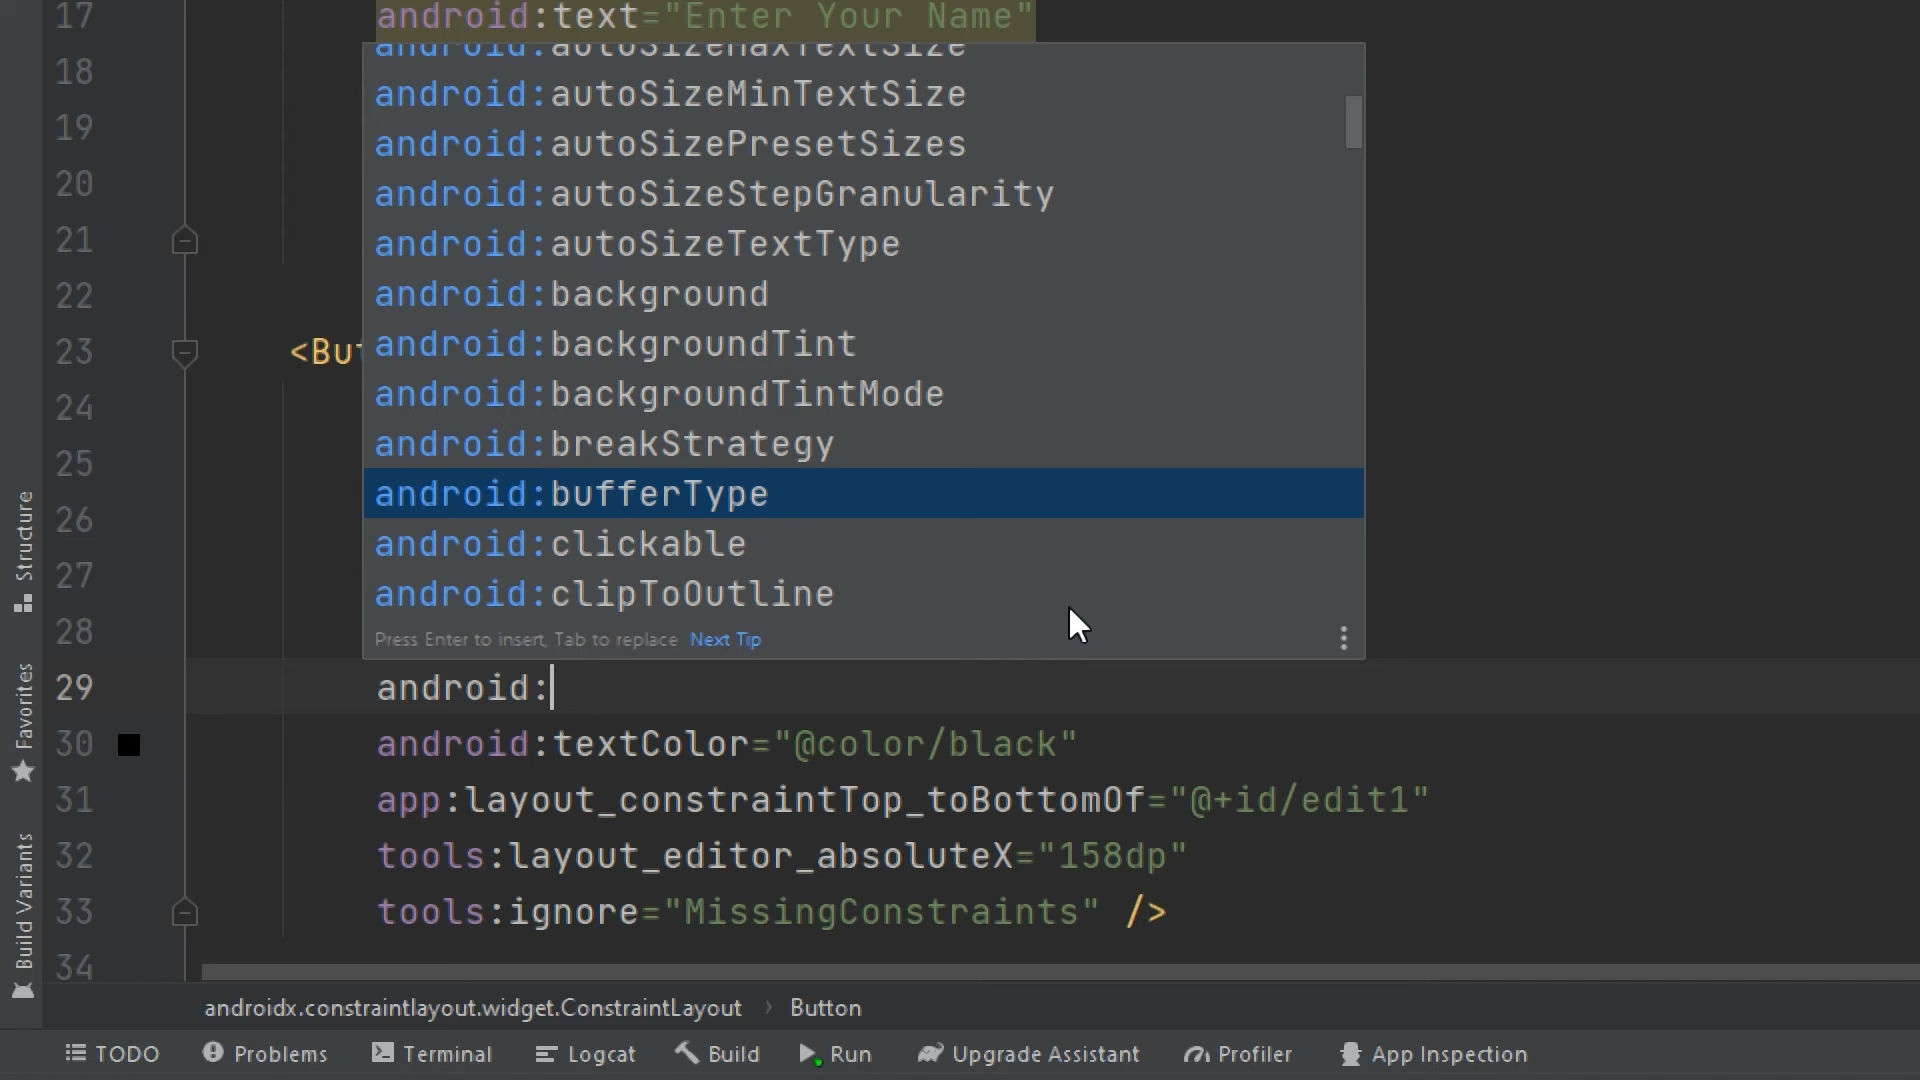 17 android:text="Enter Your Name"
18 android:autoSizeMaxTextSize
android:autoSizeMinTextSize
19 android:autoSizePresetSizes
20 android:autoSizeStepGranularity
21 android:autoSizeTextType
22 android:background
23 <But android:backgroundTint
24 android:backgroundTintMode
25 android:breakStrategy
26 android:bufferType
27 android:clickable
android:clipToOutline
28 Press Enter to insert, Tab to replace Next Tip
29 android:
30 android:textColor="@color/black"
31 app:layout_constraintTop_toBottomOf="@+id/edit1"
32 tools:layout_editor_absoluteX="158dp"
33 tools:ignore="MissingConstraints" />
34
Structure
Favorites
Build Variants
androidx.constraintlayout.widget.ConstraintLayout › Button
TODO Problems Terminal Logcat Build Run Upgrade Assistant Profiler App Inspection